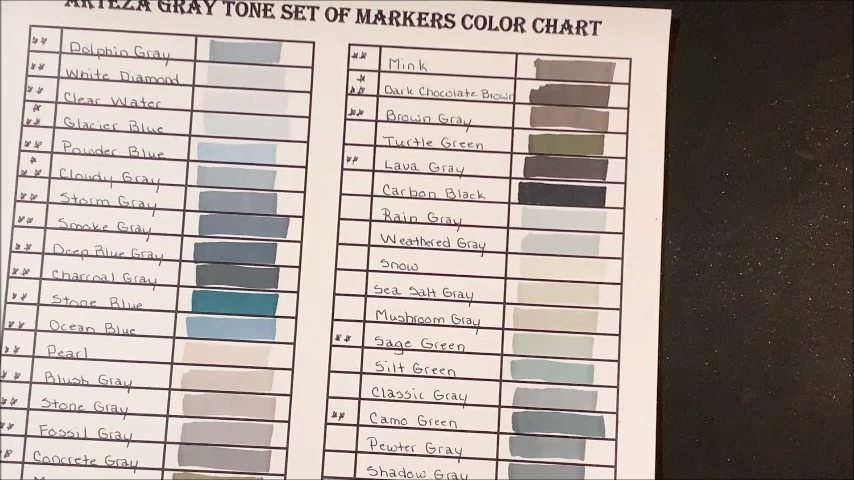 ARTEZA GRAY TONE SET OF MARKERS COLOR CHART
** Dolphin Gray
** White Diamond
** Clear Water
* ** Glacier Blue
** Powder Blue
* ** Cloudy Gray
** Storm Gray
** Smoke Gray
** Deep Blue Gray
** Charcoal Gray
** Stone Blue
** Ocean Blue
** Pearl
** Blush Gray
** Stone Gray
** Fossil Gray
** Concrete Gray
** Mink
* ** Dark Chocolate Brown
** Brown Gray
Turtle Green
** Lava Gray
Carbon Black
Rain Gray
Weathered Gray
Snow
Sea Salt Gray
Mushroom Gray
** Sage Green
Silt Green
Classic Gray
** Camo Green
Pewter Gray
Shadow Gray